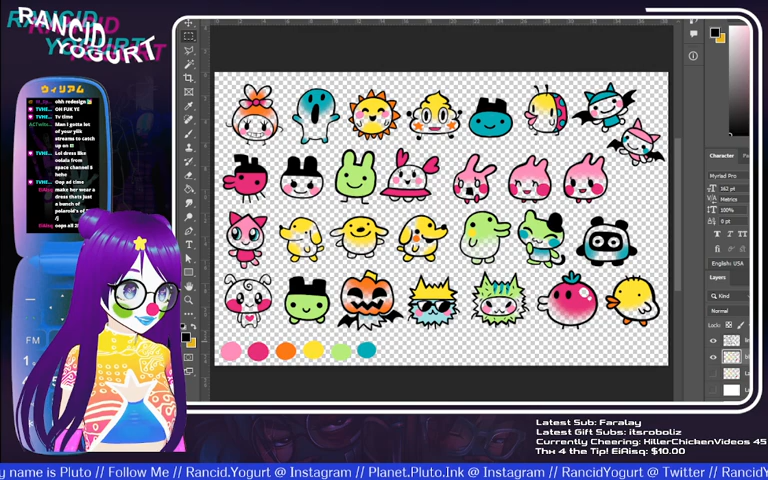 RANCID
YOGURT
ウィリアム
ohh redesign
OH FUK YE
Tv time
Man i gotta lot
of your ylik
streams to catch
up on E!
Lol dress like
oolala from
space channel 5
hehe
Oop ad time
make her wear a
dress thats just
a bunch of
polaroid's of
:/j
oops all 2!
FM
Character
Myriad Pro
162 pt
Metrics
100%
0 pt
English: USA
Layers
Kind
Normal
Lock:
Latest Sub: Faralay
Latest Gift Subs: itsroboliz
Currently Cheering: KillerChickenVideos 45
Thx 4 the Tip! EiAisq: $10.00
y name is Pluto // Follow Me // Rancid.Yogurt @ Instagram // Planet.Pluto.Ink @ Instagram // RancidYogurt @ Twitter // RancidY